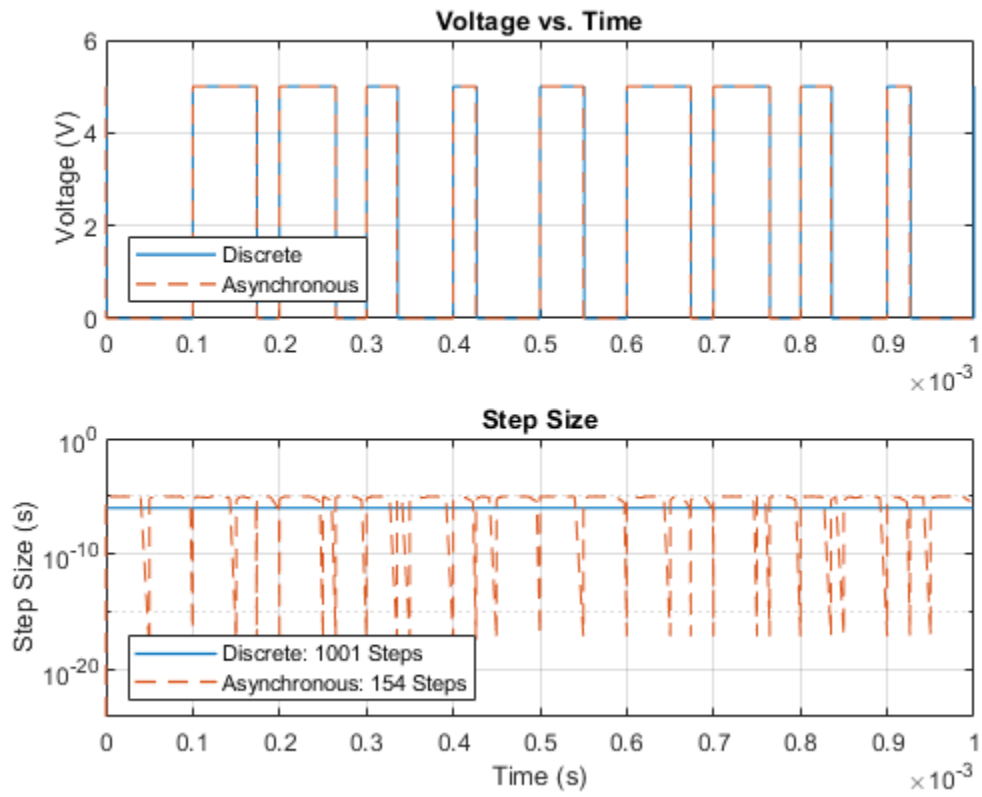 Voltage vs. Time
6
4
2
0
Voltage (V)
Discrete
Asynchronous
0 0.1 0.2 0.3 0.4 0.5 0.6 0.7 0.8 0.9 1
×10⁻³
Step Size
10⁰
10⁻¹⁰
10⁻²⁰
Step Size (s)
Discrete: 1001 Steps
Asynchronous: 154 Steps
0 0.1 0.2 0.3 0.4 0.5 0.6 0.7 0.8 0.9 1
Time (s)
×10⁻³